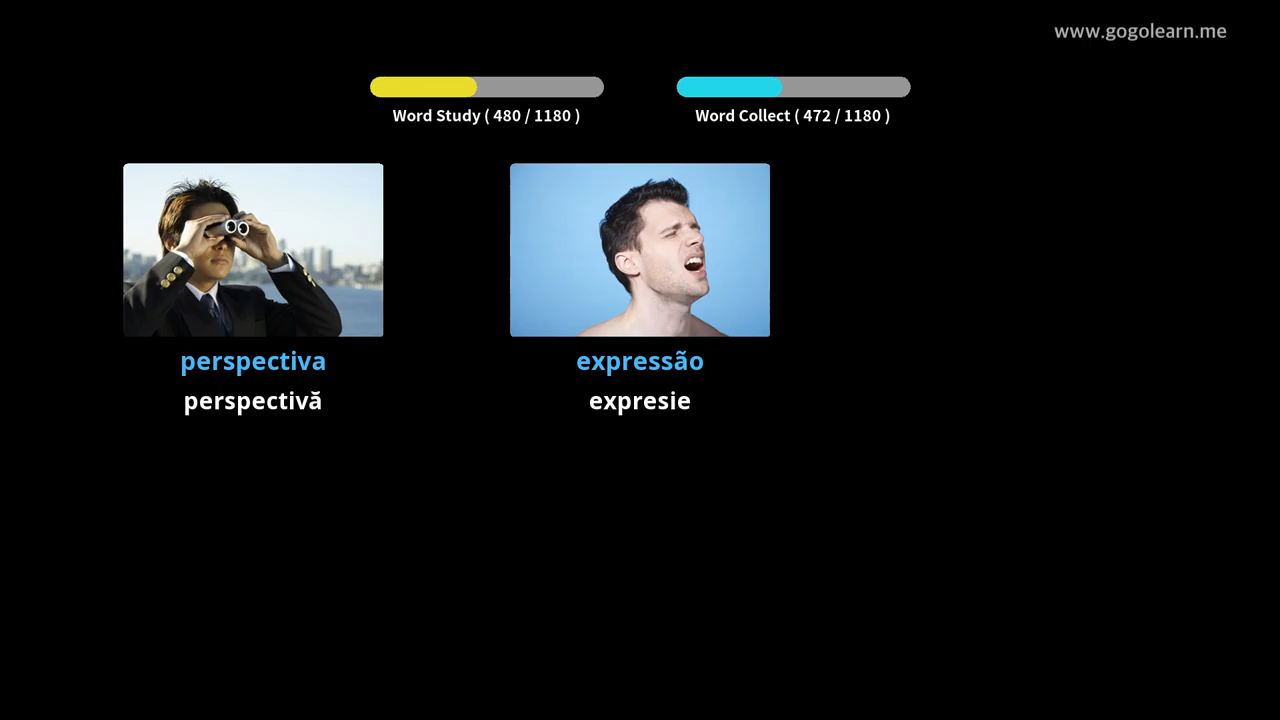 www.gogolearn.me
Word Study ( 480 / 1180 )
Word Collect ( 472 / 1180 )
perspectiva
perspectivă
expressão
expresie